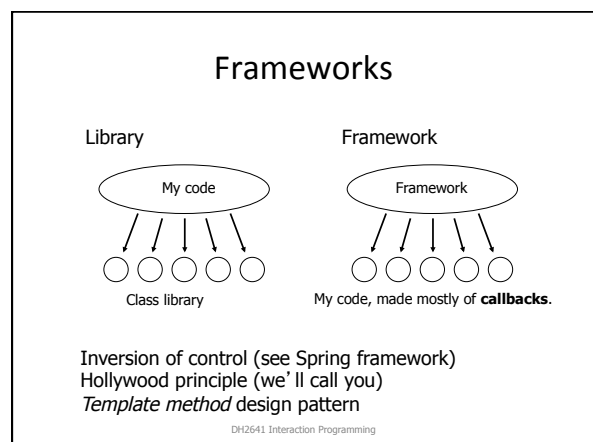 Frameworks
Library
Framework
My code
Framework
Class library
My code, made mostly of callbacks.
Inversion of control (see Spring framework)
Hollywood principle (we'll call you)
Template method design pattern
DH2641 Interaction Programming